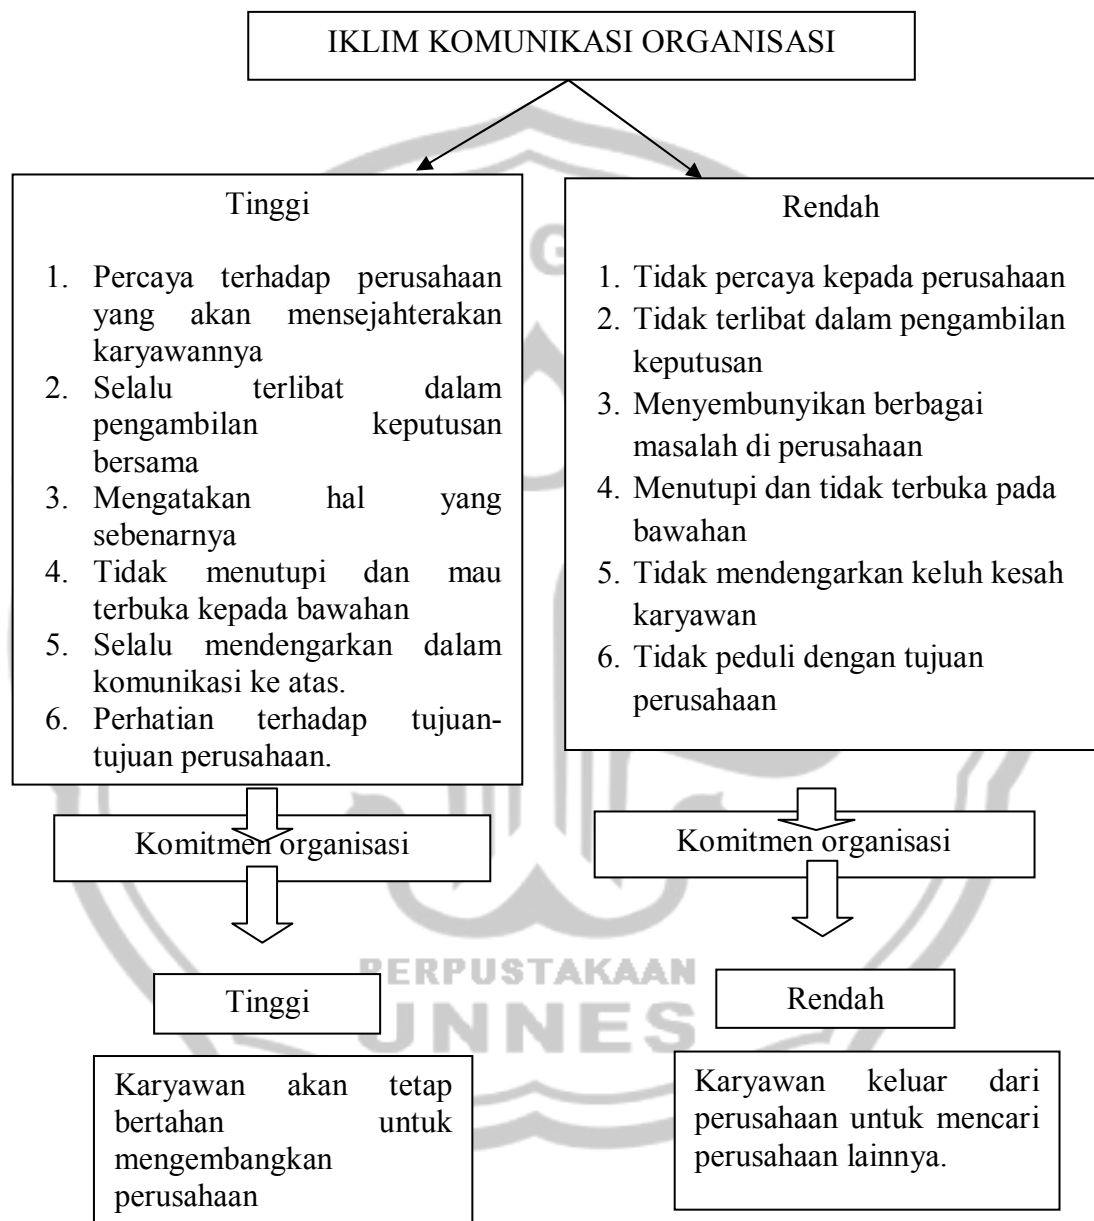 IKLIM KOMUNIKASI ORGANISASI
Tinggi
1. Percaya terhadap perusahaan
yang akan mensejahterakan
karyawannya
2. Selalu terlibat dalam
pengambilan keputusan
bersama
3. Mengatakan hal yang
sebenarnya
4. Tidak menutupi dan mau
terbuka kepada bawahan
5. Selalu mendengarkan dalam
komunikasi ke atas.
6. Perhatian terhadap tujuan-
tujuan perusahaan.
Rendah
1. Tidak percaya kepada perusahaan
2. Tidak terlibat dalam pengambilan
keputusan
3. Menyembunyikan berbagai
masalah di perusahaan
4. Menutupi dan tidak terbuka pada
bawahan
5. Tidak mendengarkan keluh kesah
karyawan
6. Tidak peduli dengan tujuan
perusahaan
Komitmen organisasi
Komitmen organisasi
PERPUSTAKAAN
UNNES
Tinggi
Rendah
Karyawan akan tetap
bertahan untuk
mengembangkan
perusahaan
Karyawan keluar dari
perusahaan untuk mencari
perusahaan lainnya.